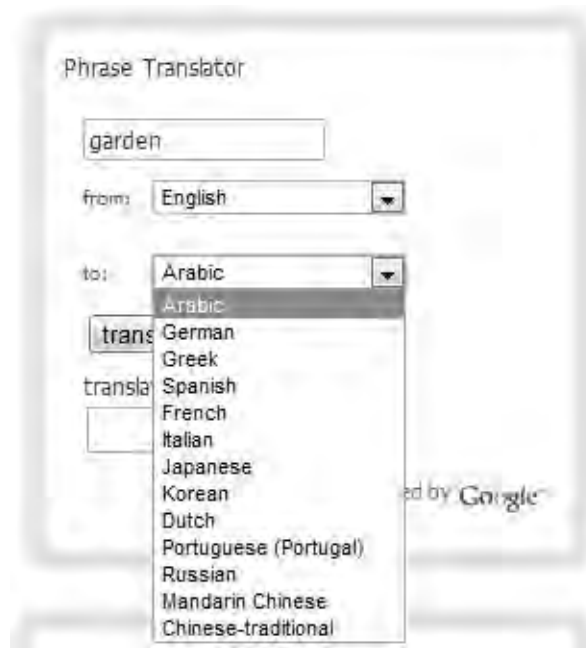 Phrase Translator
garden
from: English
to: Arabic
Arabic
trans
German
Greek
transla
Spanish
French
Italian
Japanese
Korean
ed by Google
Dutch
Portuguese (Portugal)
Russian
Mandarin Chinese
Chinese-traditional